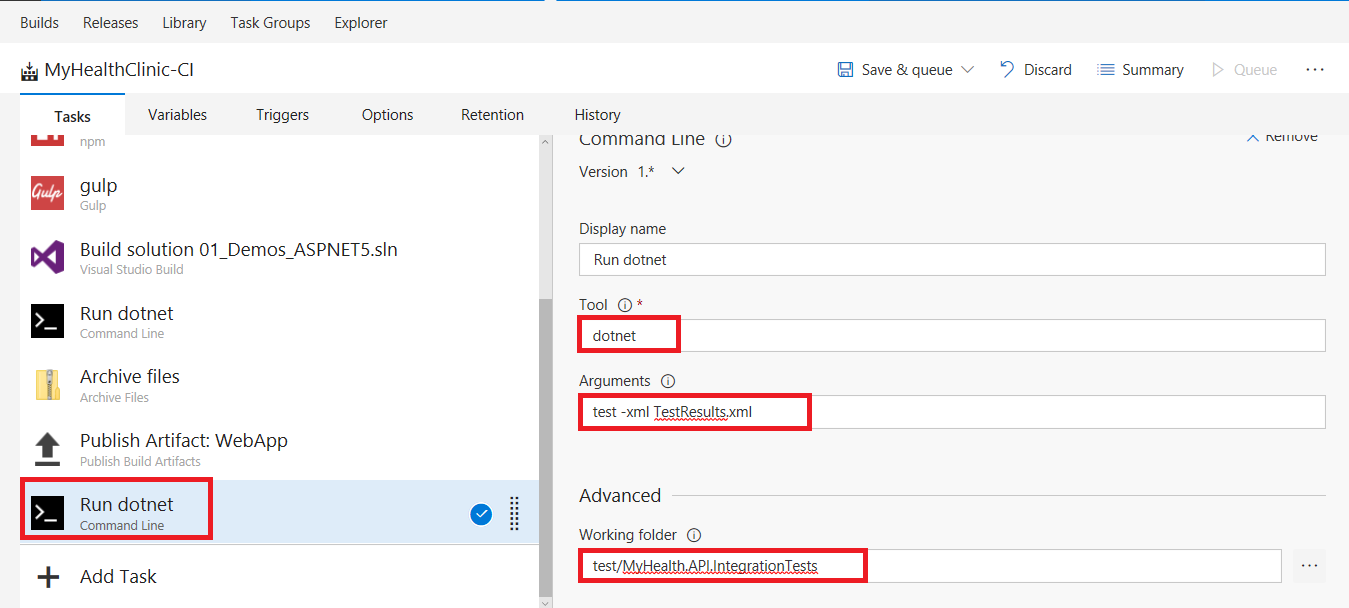 Builds Releases Library Task Groups Explorer
MyHealthClinic-CI Save & queue Discard Summary Queue ...
Tasks Variables Triggers Options Retention History
npm
Gulp
gulp
Gulp
Build solution 01_Demos_ASPNET5.sln
Visual Studio Build
Run dotnet
Command Line
Archive files
Archive Files
Publish Artifact: WebApp
Publish Build Artifacts
Run dotnet
Command Line
Add Task
Command Line
Remove
Version 1.*
Display name
Run dotnet
Tool *
dotnet
Arguments
test -xml TestResults.xml
Advanced
Working folder
test/MyHealth.API.IntegrationTests
...